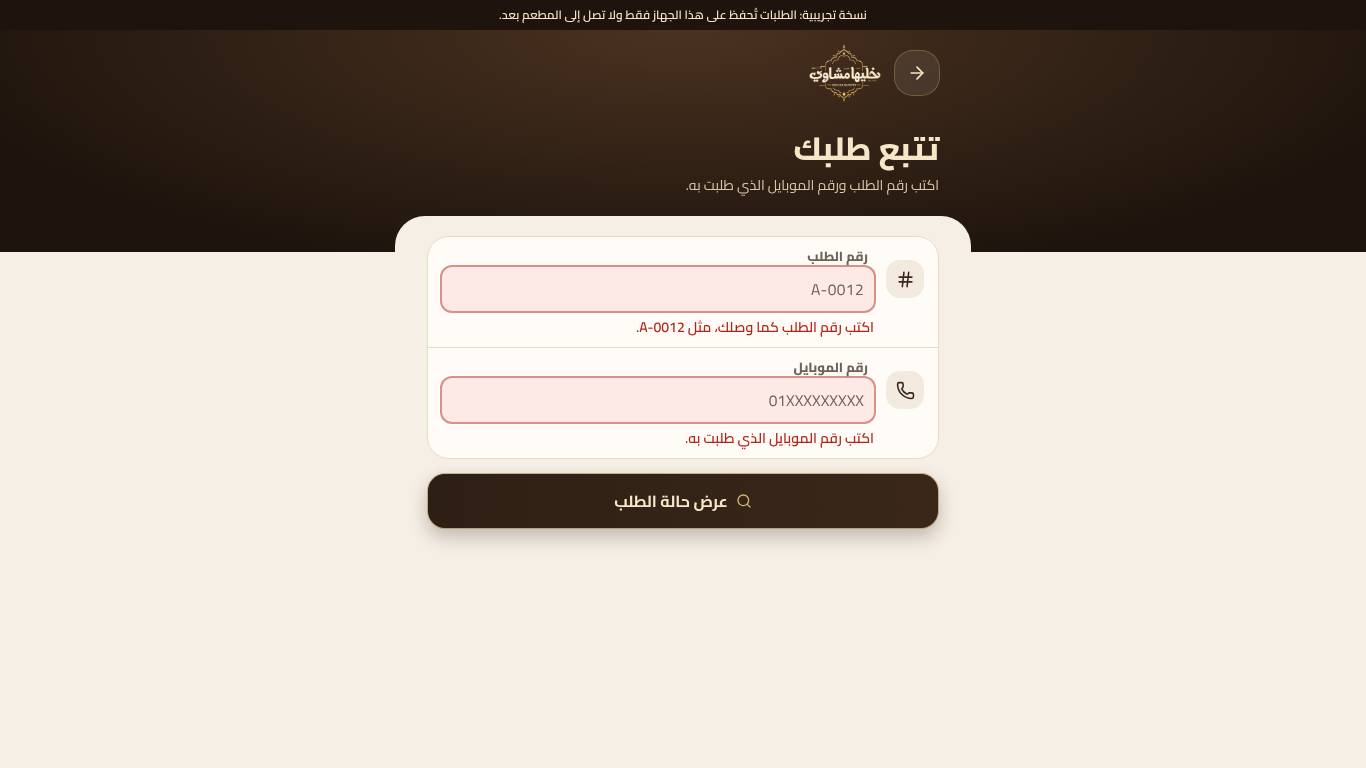 نسخة تجريبية: الطلبات تُحفظ على هذا الجهاز فقط ولا تصل إلى المطعم بعد.
خليها مشاوي
تتبع طلبك
اكتب رقم الطلب ورقم الموبايل الذي طلبت به.
رقم الطلب
A-0012
اكتب رقم الطلب كما وصلك، مثل A-0012.
رقم الموبايل
01XXXXXXXXX
اكتب رقم الموبايل الذي طلبت به.
عرض حالة الطلب